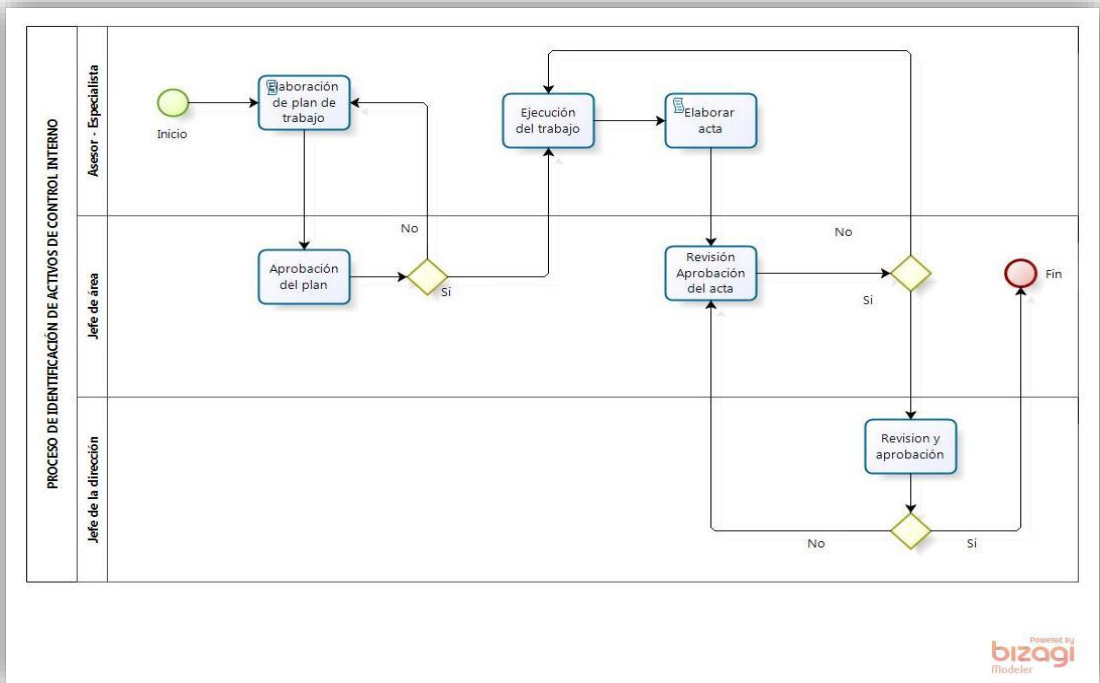 PROCESO DE IDENTIFICACIÓN DE ACTIVOS DE CONTROL INTERNO
Asesor - Especialista
Inicio
Elaboración
de plan de
trabajo
Ejecución
del trabajo
Elaborar
acta
Jefe de área
Aprobación
del plan
No
Si
Revisión
Aprobación
del acta
No
Si
Fin
Jefe de la dirección
Revision y
aprobación
No
Si
Powered by
bizagi
Modeler